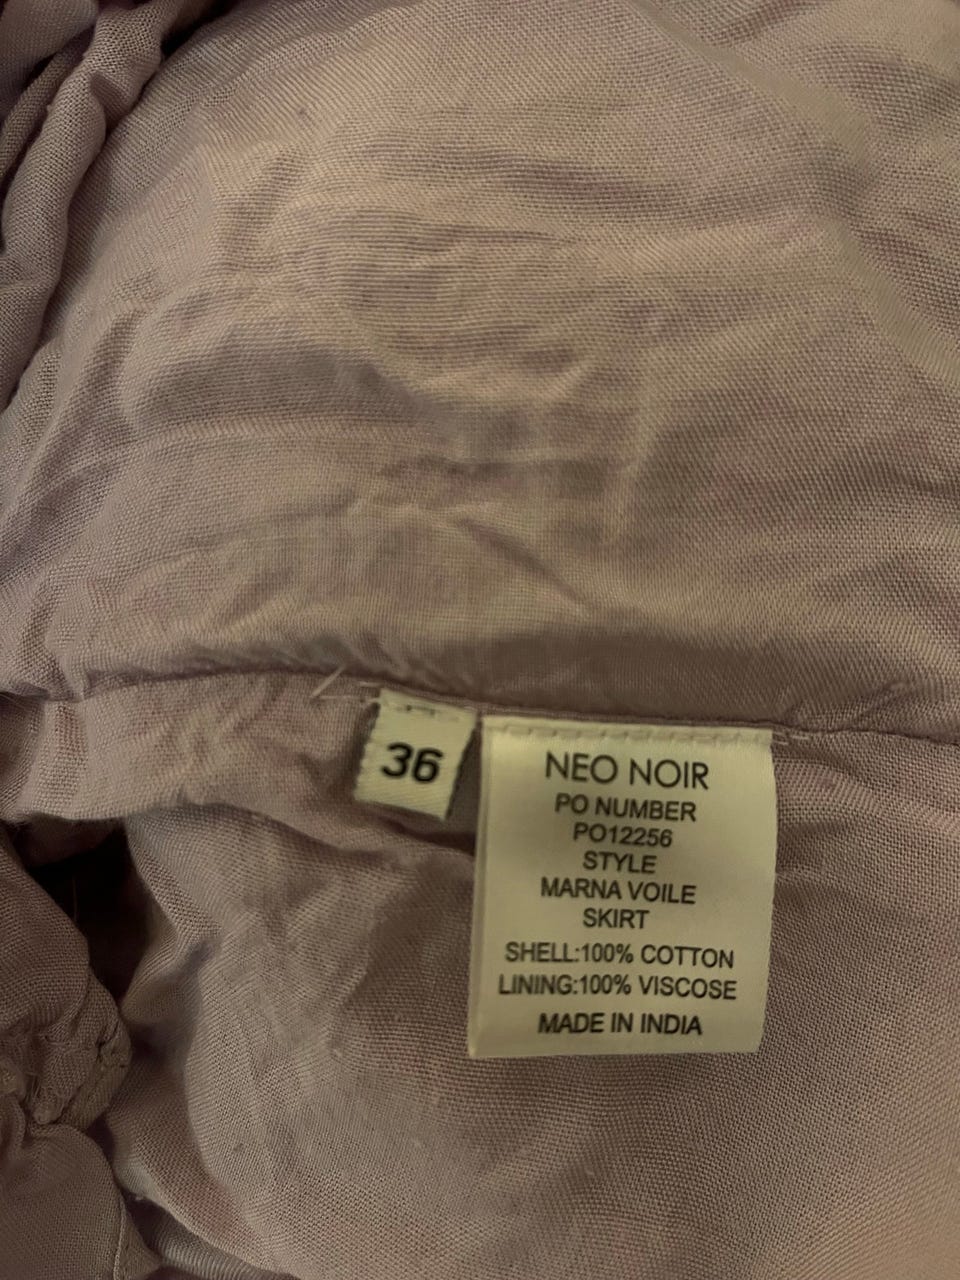 36
NEO NOIR
PO NUMBER
PO12256
STYLE
MARNA VOILE
SKIRT
SHELL:100% COTTON
LINING:100% VISCOSE
MADE IN INDIA